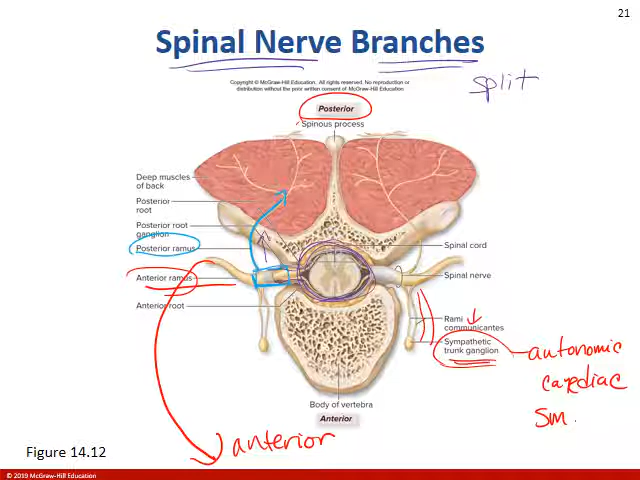 21
Spinal Nerve Branches
split
Copyright © McGraw-Hill Education. All rights reserved. No reproduction or
distribution without the prior written consent of McGraw-Hill Education
Posterior
Spinous process
Deep muscles
of back
Posterior
root
Posterior root
ganglion
Posterior ramus
Anterior ramus
Anterior root
Spinal cord
Spinal nerve
Rami
communicantes
Sympathetic
trunk ganglion
autonomic
cardiac
Sm.
Body of vertebra
Anterior
anterior
Figure 14.12
© 2019 McGraw-Hill Education